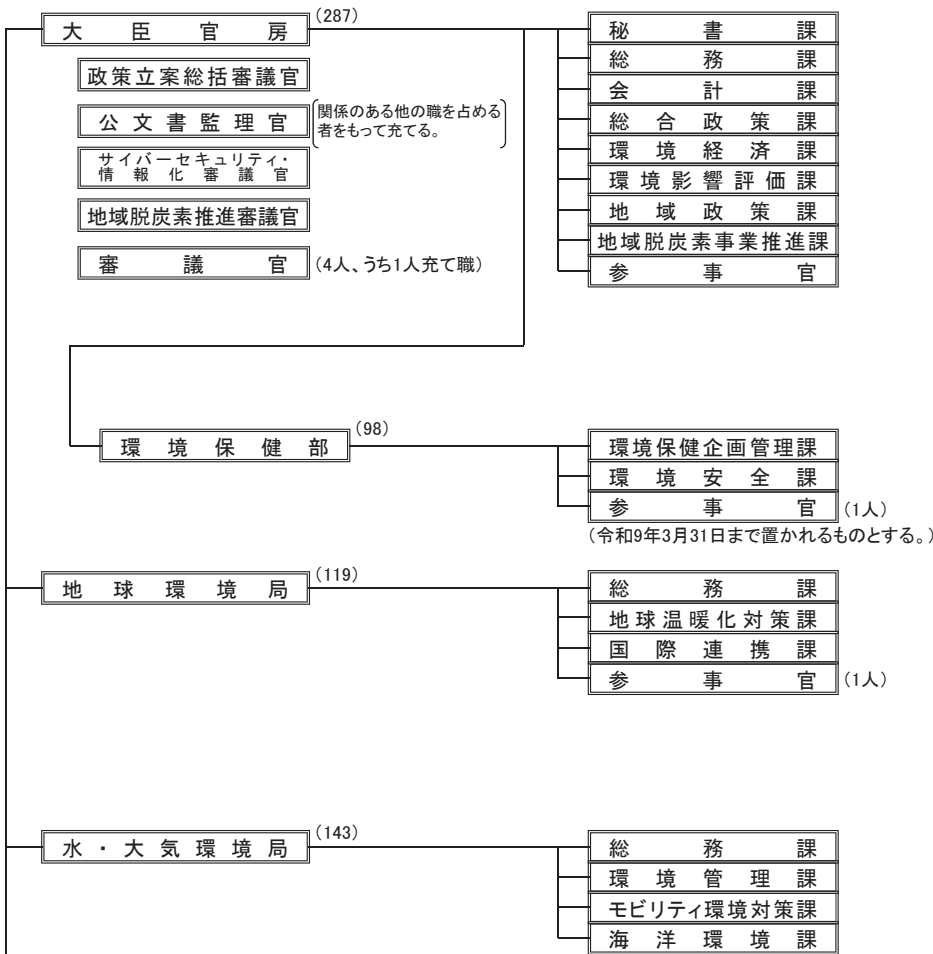 大臣官房 (287)
政策立案総括審議官
公文書監理官
関係のある他の職を占める
者をもって充てる。
サイバーセキュリティ・
情報化審議官
地域脱炭素推進審議官
審議官 (4人、うち1人充て職)
秘書課
総務課
会計課
総合政策課
環境経済課
環境影響評価課
地域政策課
地域脱炭素事業推進課
参事官
環境保健部 (98)
環境保健企画管理課
環境安全課
参事官 (1人)
(令和9年3月31日まで置かれるものとする。)
地球環境局 (119)
総務課
地球温暖化対策課
国際連携課
参事官 (1人)
水・大気環境局 (143)
総務課
環境管理課
モビリティ環境対策課
海洋環境課